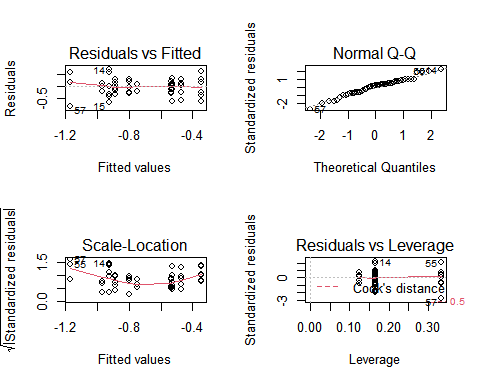 Residuals vs Fitted
Residuals
-0.5
14
15
57
-1.2 -0.8 -0.4
Fitted values
Normal Q-Q
Standardized residuals
-2 1
57
14
-2 -1 0 1 2
Theoretical Quantiles
Scale-Location
√|Standardized residuals|
0.0 1.5
57
55
14
-1.2 -0.8 -0.4
Fitted values
Residuals vs Leverage
Standardized residuals
-3 0
14
55
57
Cook's distance
0.5
0.00 0.10 0.20 0.30
Leverage